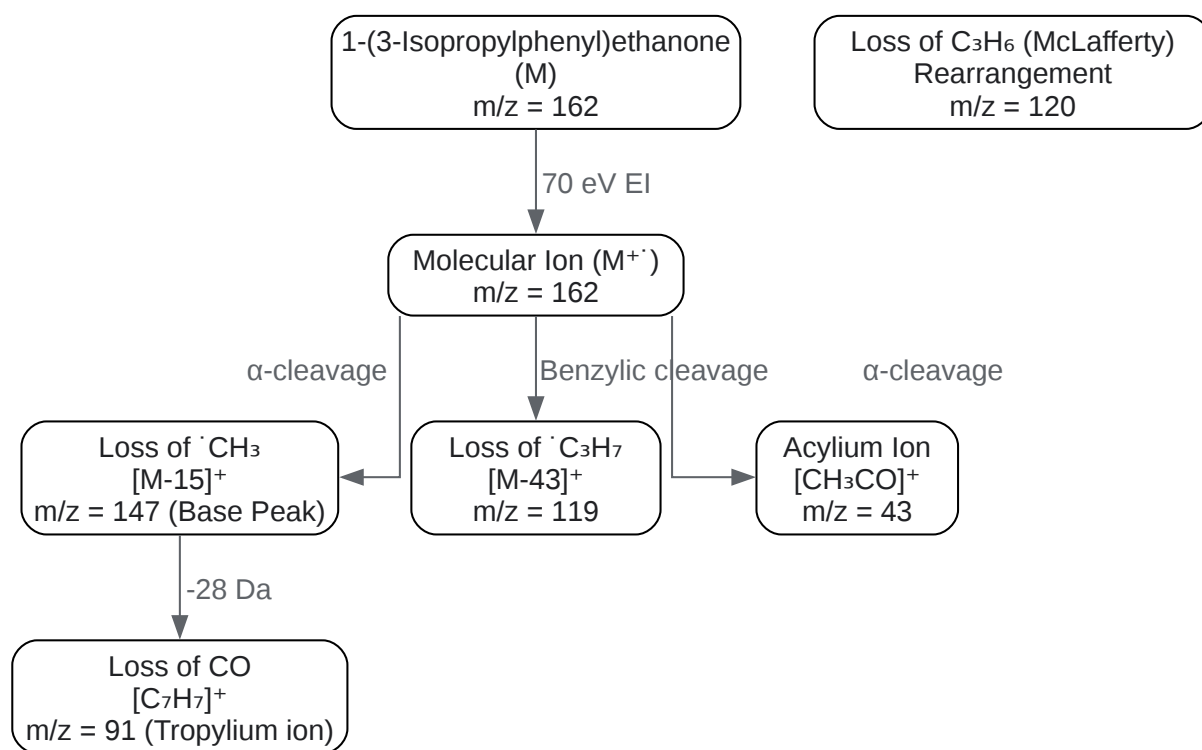 1-(3-Isopropylphenyl)ethanone
(M)
m/z = 162
Loss of C₃H₆ (McLafferty)
Rearrangement
m/z = 120
70 eV EI
Molecular Ion (M⁺˙)
m/z = 162
α-cleavage
Benzylic cleavage
α-cleavage
Loss of ˙CH₃
[M-15]⁺
m/z = 147 (Base Peak)
Loss of ˙C₃H₇
[M-43]⁺
m/z = 119
Acylium Ion
[CH₃CO]⁺
m/z = 43
-28 Da
Loss of CO
[C₇H₇]⁺
m/z = 91 (Tropylium ion)